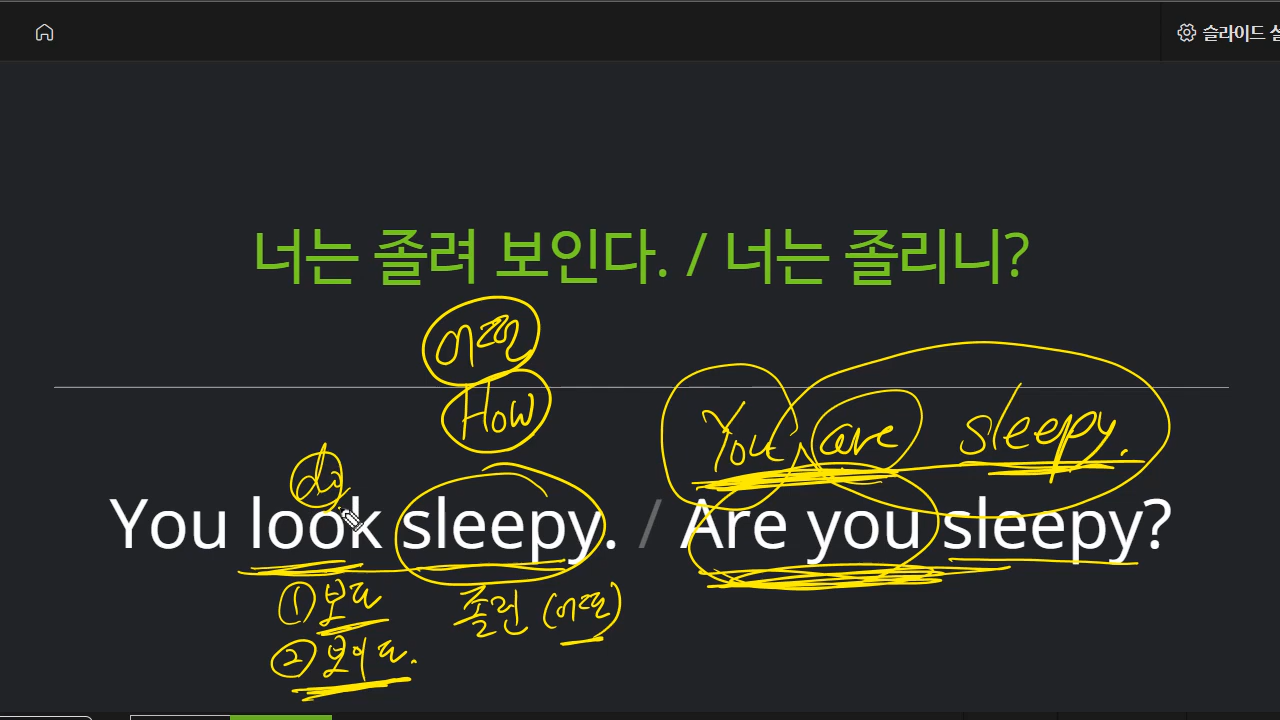 슬라이드
너는 졸려 보인다. / 너는 졸리니?
어떤
How
You are sleepy.
do
You look sleepy. / Are you sleepy?
① 보다 졸린 (어떤)
② 보이다.